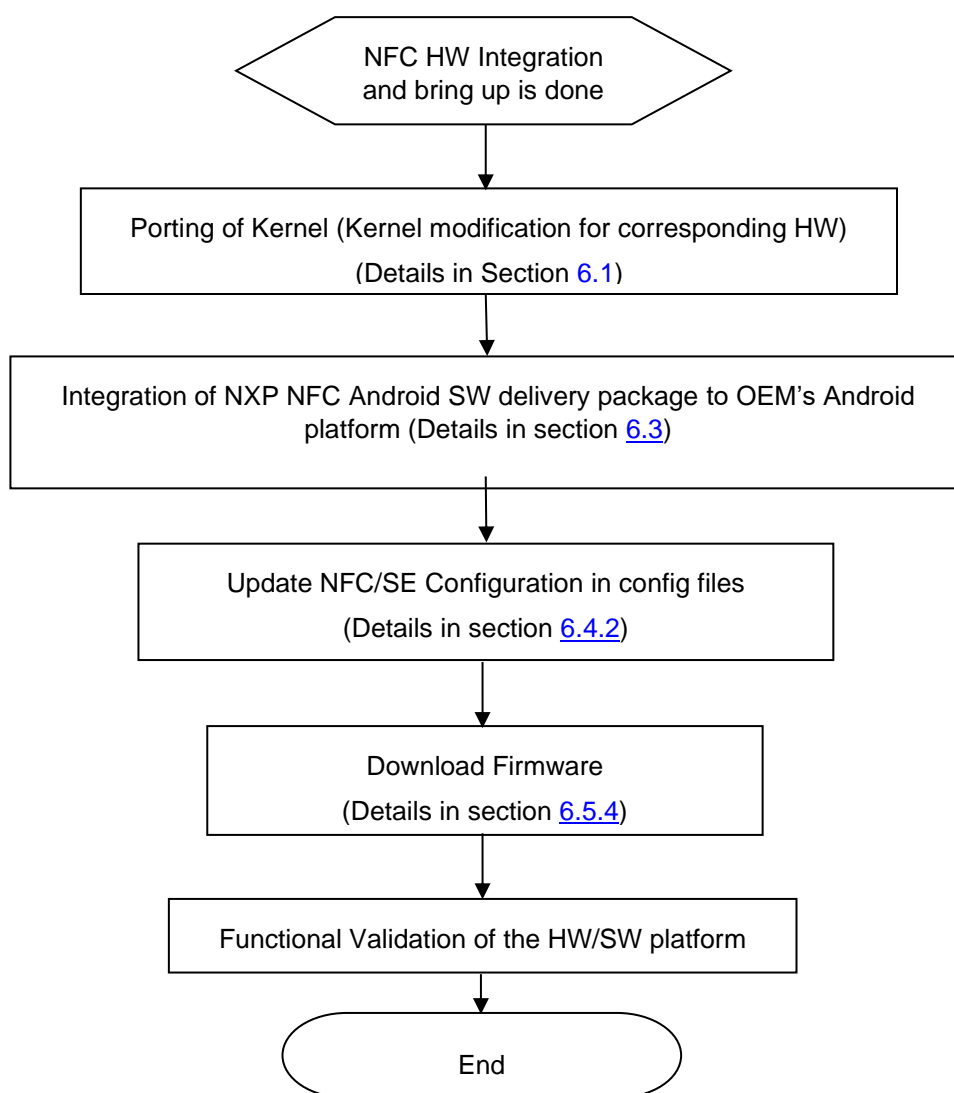 NFC HW Integration
and bring up is done
Porting of Kernel (Kernel modification for corresponding HW)
(Details in Section 6.1)
Integration of NXP NFC Android SW delivery package to OEM's Android
platform (Details in section 6.3)
Update NFC/SE Configuration in config files
(Details in section 6.4.2)
Download Firmware
(Details in section 6.5.4)
Functional Validation of the HW/SW platform
End